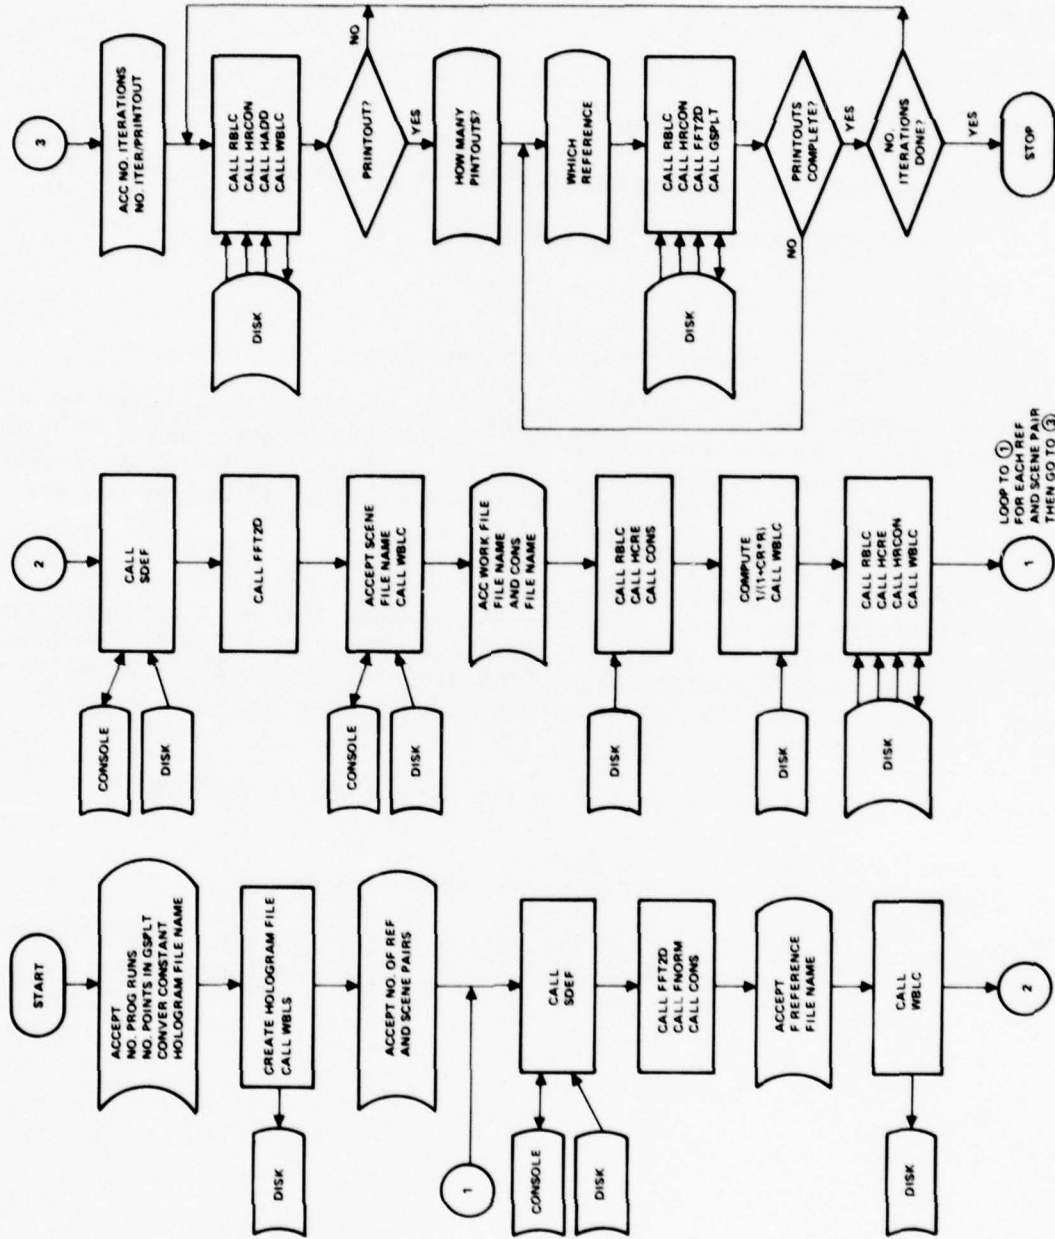 START
ACCEPT
NO. PROG RUNS
NO. POINTS IN GSPLT
CONVER CONSTANT
HOLOGRAM FILE NAME
CREATE HOLOGRAM FILE
CALL WBLS
DISK
ACCEPT NO. OF REF
AND SCENE PAIRS
1
CALL
SDEF
CONSOLE
DISK
CALL FFT2D
CALL FNORM
CALL CONS
ACCEPT
F REFERENCE
FILE NAME
CALL
WBLC
DISK
2
2
CALL
SDEF
CONSOLE
DISK
CALL FFT2D
ACCEPT SCENE
FILE NAME
CALL WBLC
CONSOLE
DISK
ACC WORK FILE
FILE NAME
AND CONS
FILE NAME
CALL RBLC
CALL HCRE
CALL CONS
DISK
COMPUTE
1/(1+CR*R)
CALL WBLC
DISK
CALL RBLC
CALL HCRE
CALL HRCON
CALL WBLC
DISK
1
LOOP TO 1
FOR EACH REF
AND SCENE PAIR
THEN GO TO 3
3
ACC NO. ITERATIONS
NO. ITER/PRINTOUT
CALL RBLC
CALL HRCON
CALL HADD
CALL WBLC
DISK
PRINTOUT?
NO
YES
HOW MANY
PINTOUTS?
WHICH
REFERENCE
CALL RBLC
CALL HRCON
CALL FFT2D
CALL GSPLT
DISK
PRINTOUTS
COMPLETE?
NO
YES
NO.
ITERATIONS
DONE?
YES
STOP